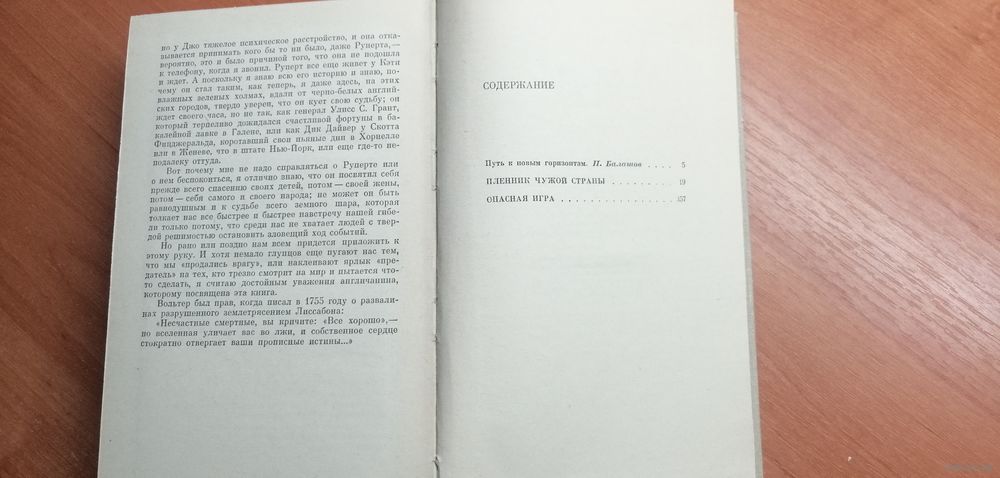 но у Джо тяжелое психическое расстройство, и она отка-
зывается принимать кого бы то ни было, даже Руперта,—
вероятно, это и было причиной того, что она не подошла
к телефону, когда я звонил. Руперт все еще живет у Кэти
и ждет. А поскольку я знаю всю его историю и знаю, по-
чему он стал таким, как теперь, я даже здесь, на этих
влажных зеленых холмах, вдали от черно-белых англий-
ских городов, твердо уверен, что он кует свою судьбу; он
ждет своего часа, но не так, как генерал Улисс С. Грант,
который терпеливо дожидался счастливой фортуны в ба-
калейной лавке в Галене, или как Дик Дайвер у Скотта
Фицджеральда, коротавший свои пьяные дни в Хорнелле
или в Женеве, что в штате Нью-Йорк, или еще где-то не-
подалеку оттуда.
Вот почему мне не надо справляться о Руперте или
о нем беспокоиться, я отлично знаю, что он посвятил себя
прежде всего спасению своих детей, потом — своей жены,
потом — себя самого и своего народа; не может он быть
равнодушным и к судьбе всего земного шара, которая
толкает нас все быстрее и быстрее навстречу нашей гибе-
ли только потому, что среди нас не хватает людей с твер-
дой решимостью остановить зловещий ход событий.
Но рано или поздно нам всем придется приложить к
этому руку. И хотя немало глупцов еще пугают нас тем,
что мы «продались врагу», или наклеивают ярлык «пре-
датель» на тех, кто трезво смотрит на мир и пытается что-
то сделать, я считаю достойным уважения англичанина,
которому посвящена эта книга.
Вольтер был прав, когда писал в 1755 году о развали-
нах разрушенного землетрясением Лиссабона:
«Несчастные смертные, вы кричите: «Все хорошо»,—
но вселенная уличает вас во лжи, и собственное сердце
стократно отвергает ваши прописные истины...»
СОДЕРЖАНИЕ
Путь к новым горизонтам. П. Балашов . . . . 5
ПЛЕННИК ЧУЖОЙ СТРАНЫ . . . . . . . . . 19
ОПАСНАЯ ИГРА . . . . . . . . . . . . . . . . 157